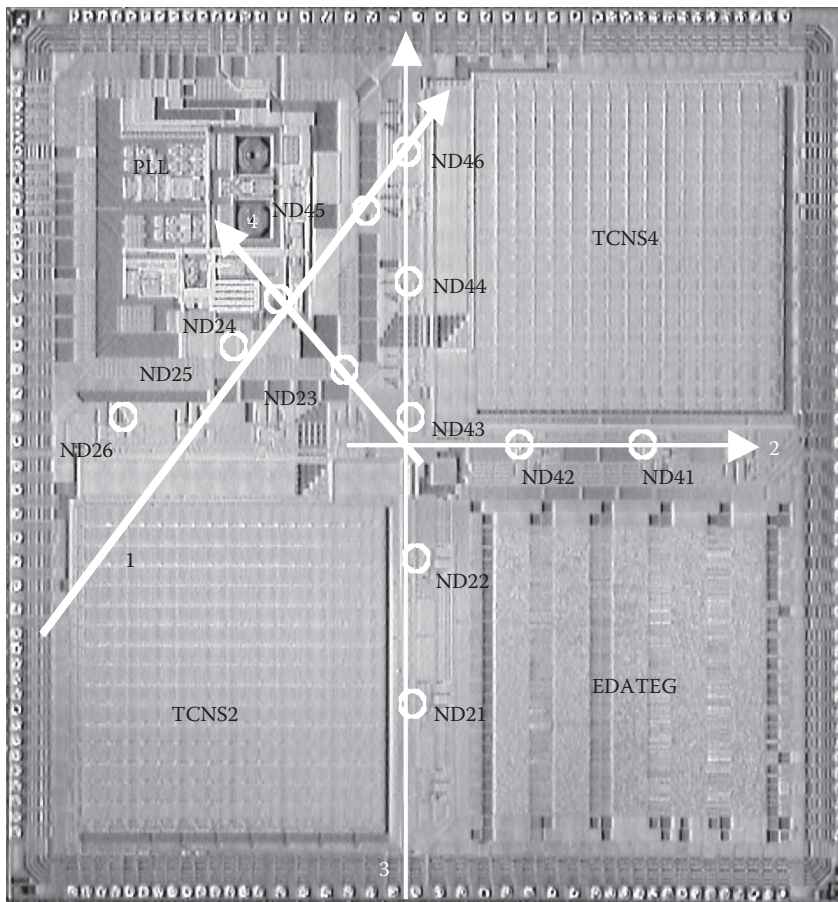 ND46
PLL
ND45
4
TCNS4
ND44
ND24
ND25
ND23
ND43
ND26
2
ND42
ND41
1
ND22
EDATEG
TCNS2
ND21
3